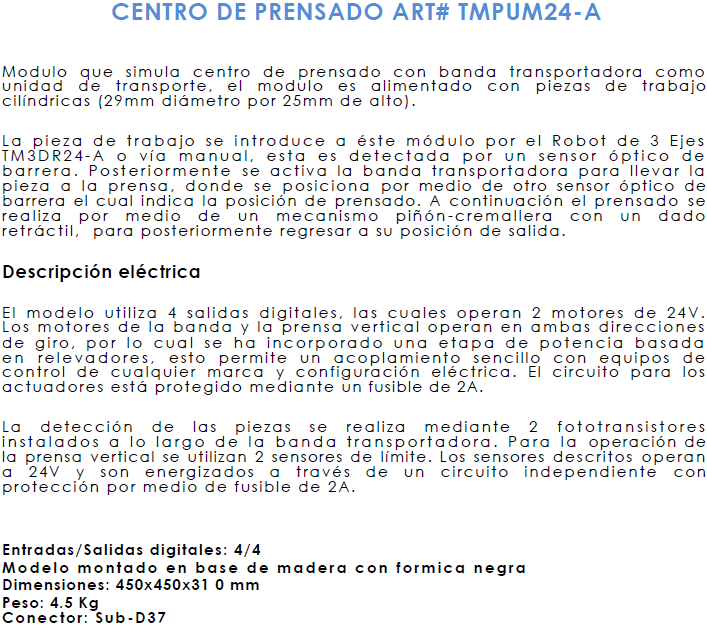 CENTRO DE PRENSADO ART# TMPUM24-A
Modulo que simula centro de prensado con banda transportadora como
unidad de transporte, el modulo es alimentado con piezas de trabajo
cilíndricas (29mm diámetro por 25mm de alto).
La pieza de trabajo se introduce a éste módulo por el Robot de 3 Ejes
TM3DR24-A o vía manual, esta es detectada por un sensor óptico de
barrera. Posteriormente se activa la banda transportadora para llevar la
pieza a la prensa, donde se posiciona por medio de otro sensor óptico de
barrera el cual indica la posición de prensado. A continuación el prensado se
realiza por medio de un mecanismo piñón-cremallera con un dado
retráctil, para posteriormente regresar a su posición de salida.
Descripción eléctrica
El modelo utiliza 4 salidas digitales, las cuales operan 2 motores de 24V.
Los motores de la banda y la prensa vertical operan en ambas direcciones
de giro, por lo cual se ha incorporado una etapa de potencia basada
en relevadores, esto permite un acoplamiento sencillo con equipos de
control de cualquier marca y configuración eléctrica. El circuito para los
actuadores está protegido mediante un fusible de 2A.
La detección de las piezas se realiza mediante 2 fototransistores
instalados a lo largo de la banda transportadora. Para la operación de
la prensa vertical se utilizan 2 sensores de límite. Los sensores descritos operan
a 24V y son energizados a través de un circuito independiente con
protección por medio de fusible de 2A.
Entradas/Salidas digitales: 4/4
Modelo montado en base de madera con formica negra
Dimensiones: 450x450x31 0 mm
Peso: 4.5 Kg
Conector: Sub-D37